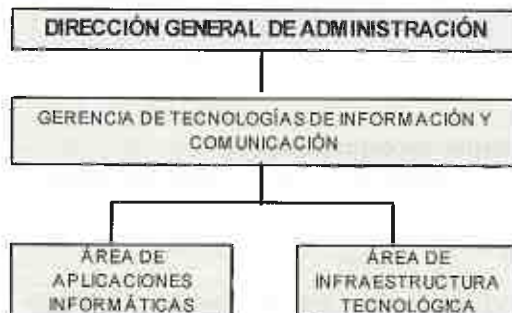 DIRECCIÓN GENERAL DE ADMINISTRACIÓN
GERENCIA DE TECNOLOGÍAS DE INFORMACIÓN Y
COMUNICACIÓN
ÁREA DE
APLICACIONES
INFORMÁTICAS
ÁREA DE
INFRAESTRUCTURA
TECNOLÓGICA